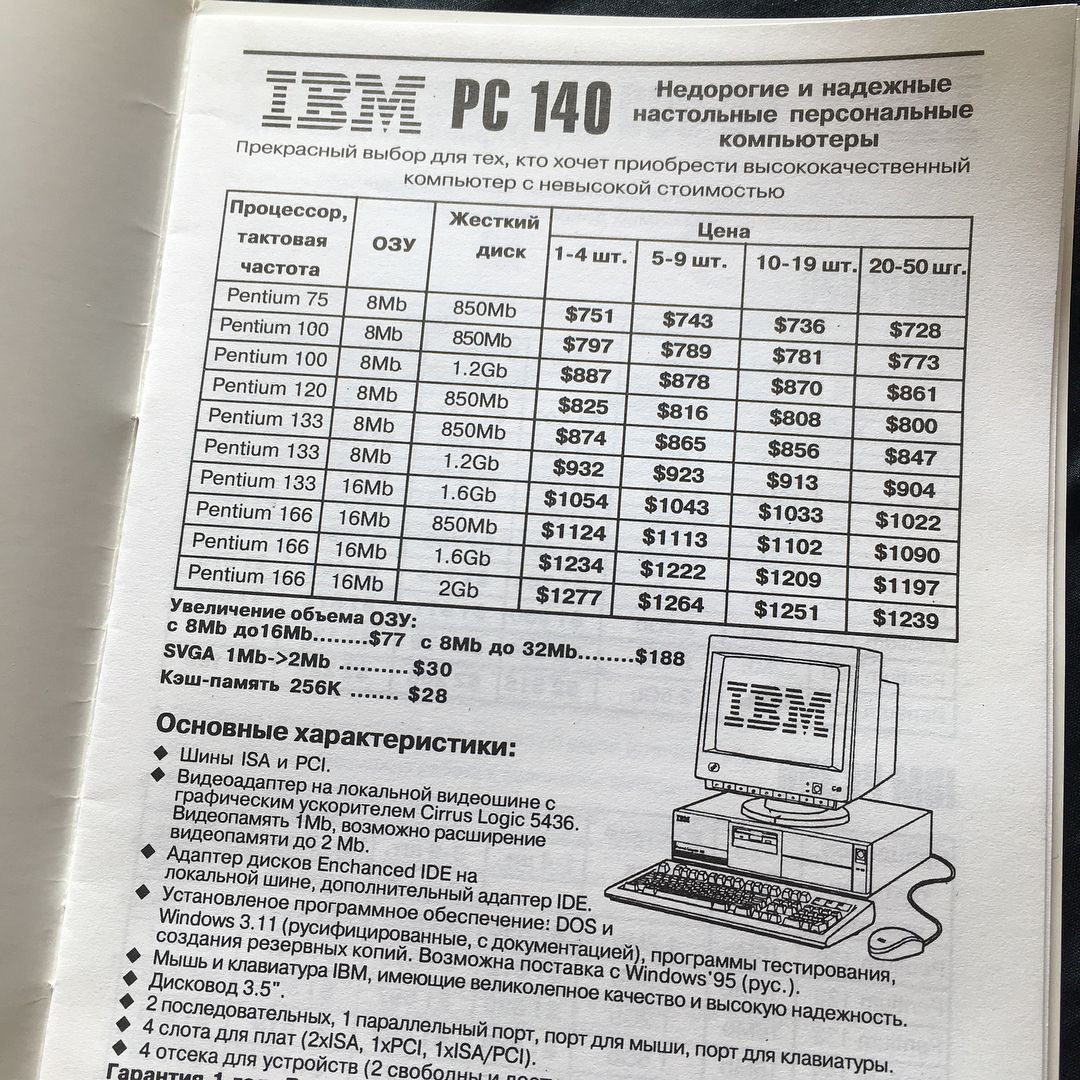 IBM PC 140
Недорогие и надежные
настольные персональные
компьютеры
Прекрасный выбор для тех, кто хочет приобрести высококачественный
компьютер с невысокой стоимостью
Процессор, тактовая частота ОЗУ Жесткий диск Цена
1-4 шт. 5-9 шт. 10-19 шт. 20-50 шт.
Pentium 75 8Mb 850Mb $751 $743 $736 $728
Pentium 100 8Mb 850Mb $797 $789 $781 $773
Pentium 100 8Mb 1.2Gb $887 $878 $870 $861
Pentium 120 8Mb 850Mb $825 $816 $808 $800
Pentium 133 8Mb 850Mb $874 $865 $856 $847
Pentium 133 8Mb 1.2Gb $932 $923 $913 $904
Pentium 133 16Mb 1.6Gb $1054 $1043 $1033 $1022
Pentium 166 16Mb 850Mb $1124 $1113 $1102 $1090
Pentium 166 16Mb 1.6Gb $1234 $1222 $1209 $1197
Pentium 166 16Mb 2Gb $1277 $1264 $1251 $1239
Увеличение объема ОЗУ:
с 8Mb до16Mb........$77 с 8Mb до 32Mb........$188
SVGA 1Mb->2Mb .......... $30
Кэш-память 256K ....... $28
IBM
Основные характеристики:
◆ Шины ISA и PCI.
◆ Видеоадаптер на локальной видеошине с
графическим ускорителем Cirrus Logic 5436.
Видеопамять 1Mb, возможно расширение
видеопамяти до 2 Mb.
◆ Адаптер дисков Enchanced IDE на
локальной шине, дополнительный адаптер IDE.
◆ Установленое программное обеспечение: DOS и
Windows 3.11 (русифицированные, с документацией), программы тестирования,
создания резервных копий. Возможна поставка с Windows'95 (рус.).
◆ Мышь и клавиатура IBM, имеющие великолепное качество и высокую надежность.
◆ Дисковод 3.5".
◆ 2 последовательных, 1 параллельный порт, порт для мыши, порт для клавиатуры.
◆ 4 слота для плат (2xISA, 1xPCI, 1xISA/PCI).
◆ 4 отсека для устройств (2 свободны и
Гарантия 1